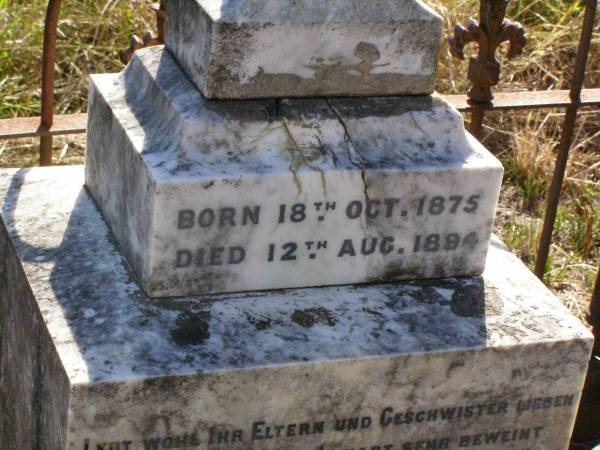 BORN 18TH. OCT. 1875
DIED 12TH. AUG. 1894
LEBT WOHL IHR ELTERN UND GESCHWISTER LIEBEN
SEHR BEWEINT